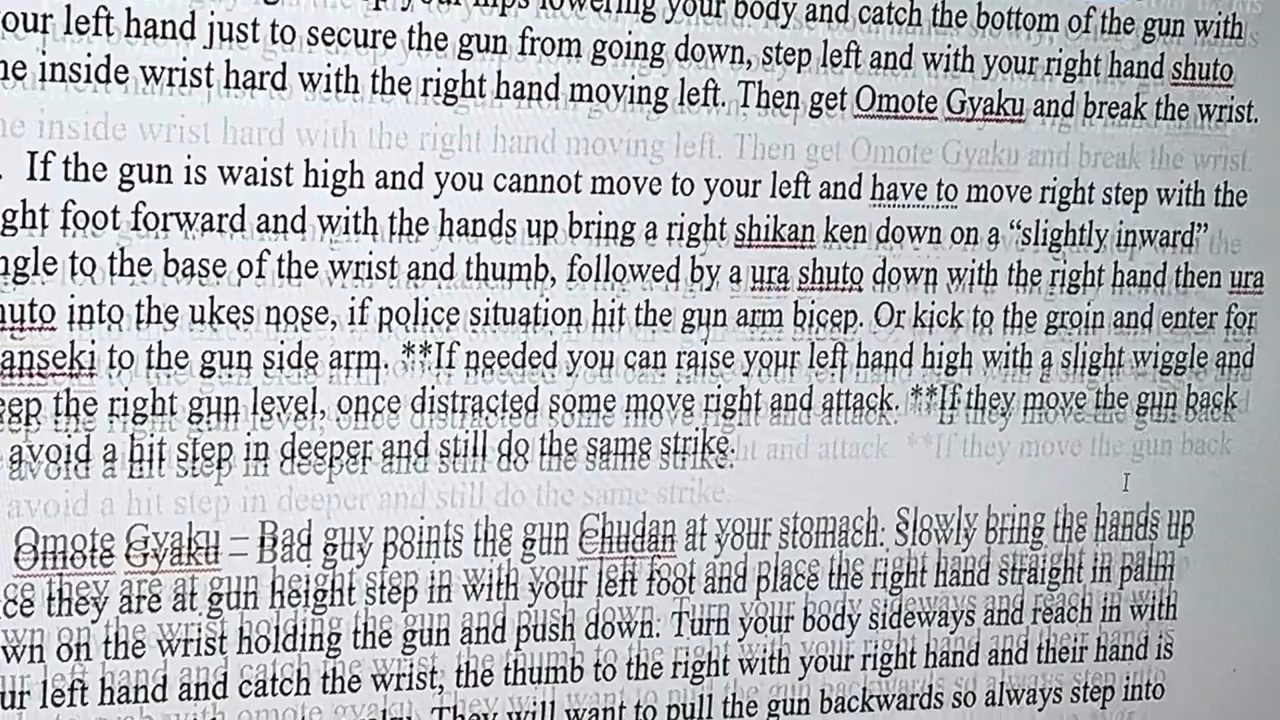 your hips lowering your body and catch the bottom of the gun with
our left hand just to secure the gun from going down, step left and with your right hand shuto
he inside wrist hard with the right hand moving left. Then get Omote Gyaku and break the wrist.
. If the gun is waist high and you cannot move to your left and have to move right step with the
ght foot forward and with the hands up bring a right shikan ken down on a “slightly inward”
ngle to the base of the wrist and thumb, followed by a ura shuto down with the right hand then ura
huto into the ukes nose, if police situation hit the gun arm bicep. Or kick to the groin and enter for
anseki to the gun side arm. **If needed you can raise your left hand high with a slight wiggle and
eep the right gun level, once distracted some move right and attack. **If they move the gun back
avoid a hit step in deeper and still do the same strike.
Omote Gyaku – Bad guy points the gun Chudan at your stomach. Slowly bring the hands up
ce they are at gun height step in with your left foot and place the right hand straight in palm
wn on the wrist holding the gun and push down. Turn your body sideways and reach in with
ur left hand and catch the wrist, the thumb to the right with your right hand and their hand is
They will want to pull the gun backwards so always step into